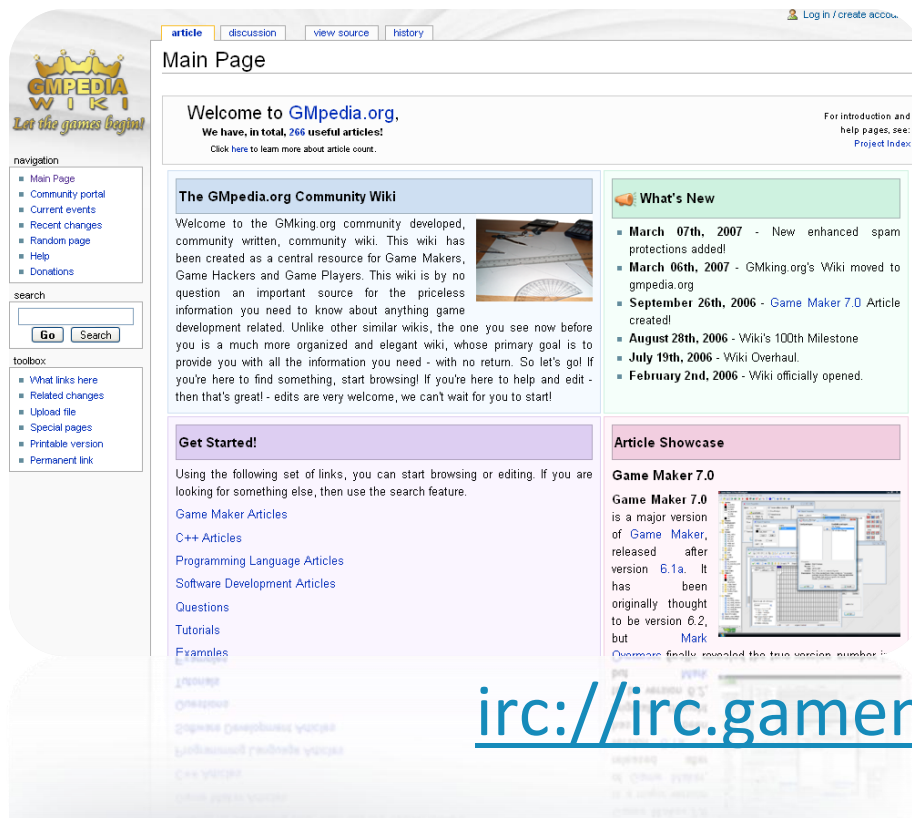 Log in / create accou
article
discussion
view source
history
Main Page
GMPEDIA
WIKI
Let the games begin!
navigation
Main Page
Community portal
Current events
Recent changes
Random page
Help
Donations
search
Go
Search
toolbox
What links here
Related changes
Upload file
Special pages
Printable version
Permanent link
Welcome to GMpedia.org,
We have, in total, 266 useful articles!
Click here to learn more about article count.
For introduction and
help pages, see:
Project Index
The GMpedia.org Community Wiki
Welcome to the GMking.org community developed,
community written, community wiki. This wiki has
been created as a central resource for Game Makers,
Game Hackers and Game Players. This wiki is by no
question an important source for the priceless
information you need to know about anything game
development related. Unlike other similar wikis, the one you see now before
you is a much more organized and elegant wiki, whose primary goal is to
provide you with all the information you need - with no return. So let's go! If
you're here to find something, start browsing! If you're here to help and edit -
then that's great! - edits are very welcome, we can't wait for you to start!
What's New
March 07th, 2007 - New enhanced spam
protections added!
March 06th, 2007 - GMking.org's Wiki moved to
gmpedia.org
September 26th, 2006 - Game Maker 7.0 Article
created!
August 28th, 2006 - Wiki's 100th Milestone
July 19th, 2006 - Wiki Overhaul.
February 2nd, 2006 - Wiki officially opened.
Get Started!
Using the following set of links, you can start browsing or editing. If you are
looking for something else, then use the search feature.
Game Maker Articles
C++ Articles
Programming Language Articles
Software Development Articles
Questions
Tutorials
Examples
Article Showcase
Game Maker 7.0
Game Maker 7.0
is a major version
of Game Maker,
released after
version 6.1a. It
has been
originally thought
to be version 6.2,
but Mark
Overmars finally revealed the true version number
irc://irc.gamer